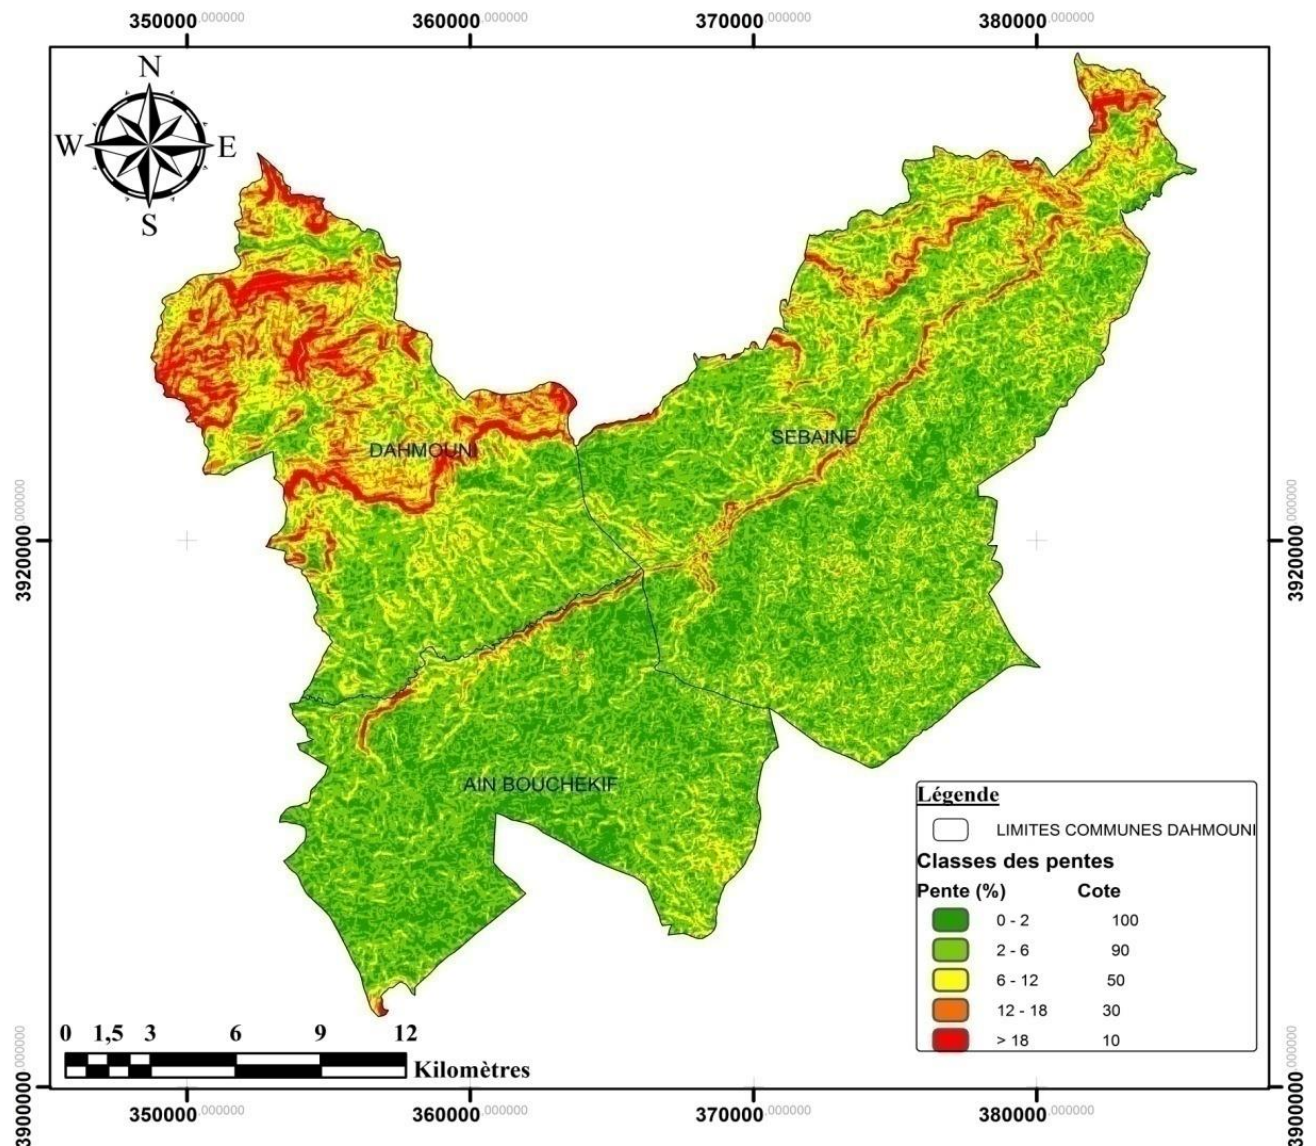 350000.000000 360000.000000 370000.000000 380000.000000
N
W E
S
DAHMOUNI
SEBAINE
3920000.000000 3920000.000000
AIN BOUCHEKIF
Légende
LIMITES COMMUNES DAHMOUNI
Classes des pentes
Pente (%) Cote
0 - 2 100
2 - 6 90
6 - 12 50
12 - 18 30
> 18 10
0 1,5 3 6 9 12
Kilomètres
3900000.000000 3900000.000000
350000.000000 360000.000000 370000.000000 380000.000000